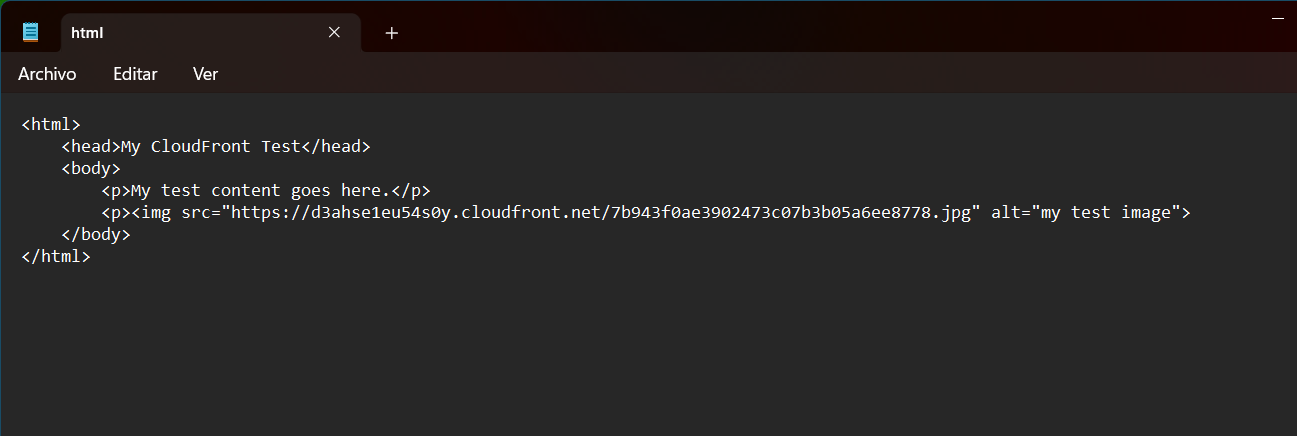 html
Archivo Editar Ver
<html>
<head>My CloudFront Test</head>
<body>
<p>My test content goes here.</p>
<p><img src="https://d3ahse1eu54s0y.cloudfront.net/7b943f0ae3902473c07b3b05a6ee8778.jpg" alt="my test image">
</body>
</html>